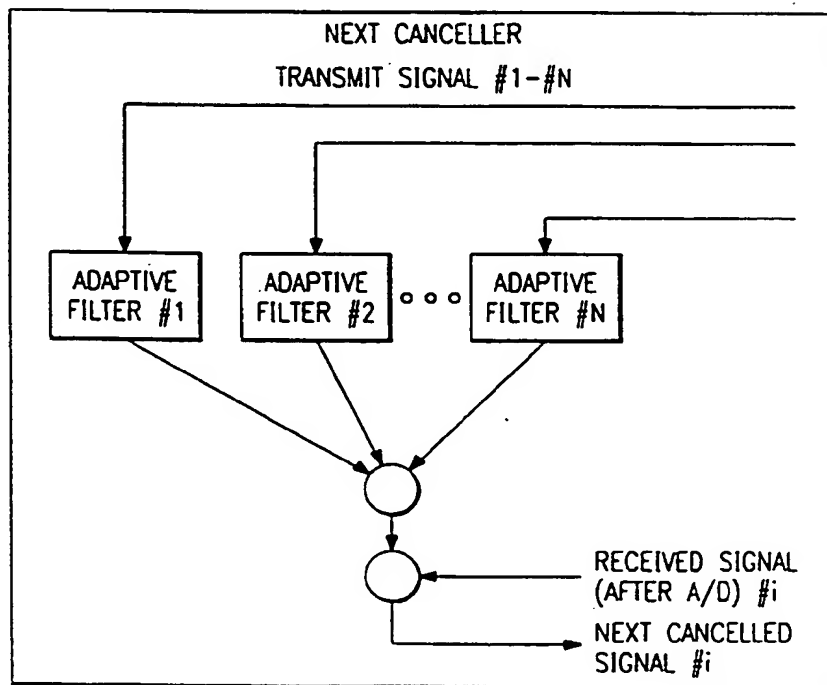 NEXT CANCELLER
TRANSMIT SIGNAL #1-#N
ADAPTIVE
FILTER #1
ADAPTIVE
FILTER #2
ADAPTIVE
FILTER #N
RECEIVED SIGNAL
(AFTER A/D) #i
NEXT CANCELLED
SIGNAL #i